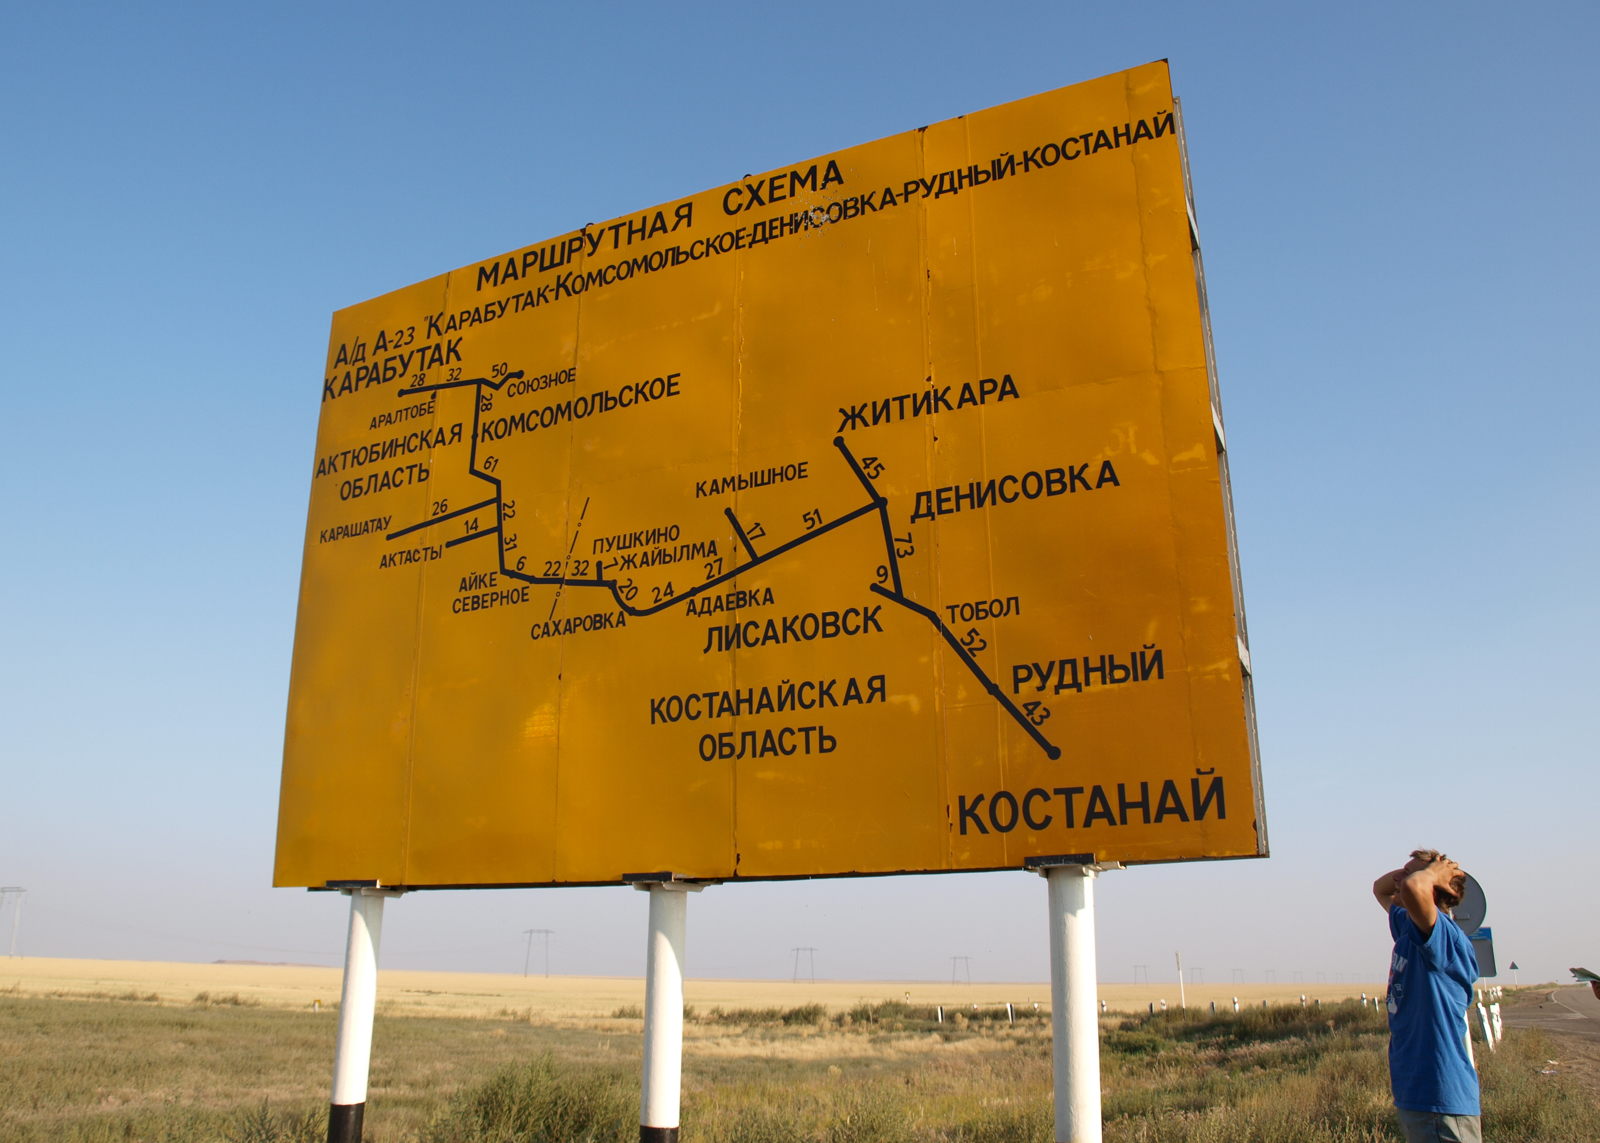 МАРШРУТНАЯ СХЕМА
А/д А-23 "КАРАБУТАК-КОМСОМОЛЬСКОЕ-ДЕНИСОВКА-РУДНЫЙ-КОСТАНАЙ
КАРАБУТАК
28 32 50
СОЮЗНОЕ
АРАЛТОБЕ
28
КОМСОМОЛЬСКОЕ
АКТЮБИНСКАЯ
ОБЛАСТЬ
61
ЖИТИКАРА
45
КАМЫШНОЕ
ДЕНИСОВКА
26
22
КАРАШАТАУ
14
31
АКТАСТЫ
17
51
73
ПУШКИНО
ЖАЙЫЛМА
6 22 32 1
АЙКЕ
СЕВЕРНОЕ
20
24
27
9
САХАРОВКА
АДАЕВКА
ЛИСАКОВСК
ТОБОЛ
52
РУДНЫЙ
43
КОСТАНАЙСКАЯ
ОБЛАСТЬ
КОСТАНАЙ